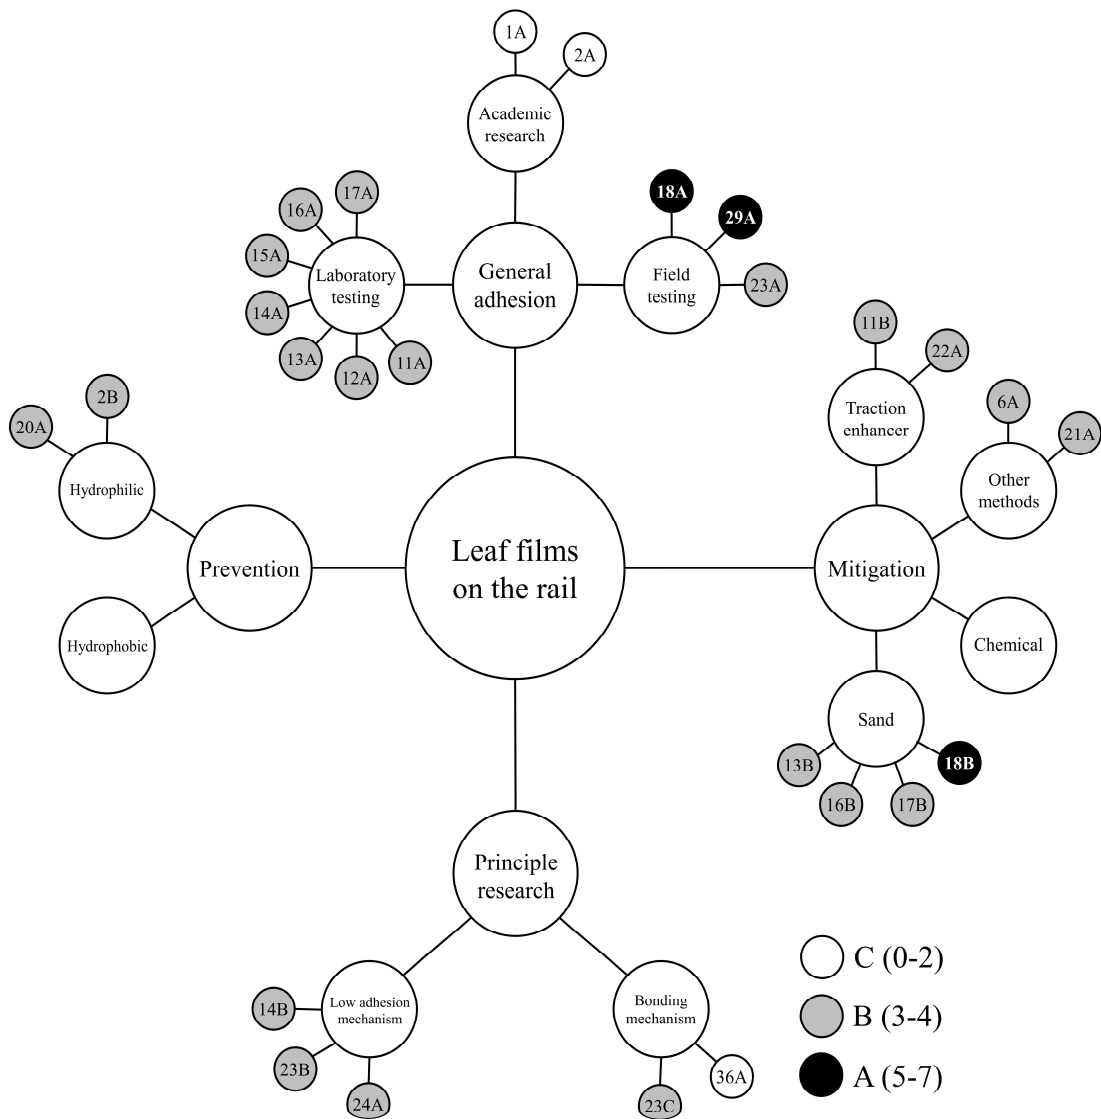 1A
2A
Academic
research
17A
16A
15A
14A
13A
12A
11A
Laboratory
testing
General
adhesion
Field
testing
18A
29A
23A
11B
22A
Traction
enhancer
6A
21A
Other
methods
2B
20A
Hydrophilic
Prevention
Hydrophobic
Leaf films
on the rail
Mitigation
Chemical
Sand
13B
16B
17B
18B
Principle
research
Low adhesion
mechanism
14B
23B
24A
Bonding
mechanism
36A
23C
C (0-2)
B (3-4)
A (5-7)